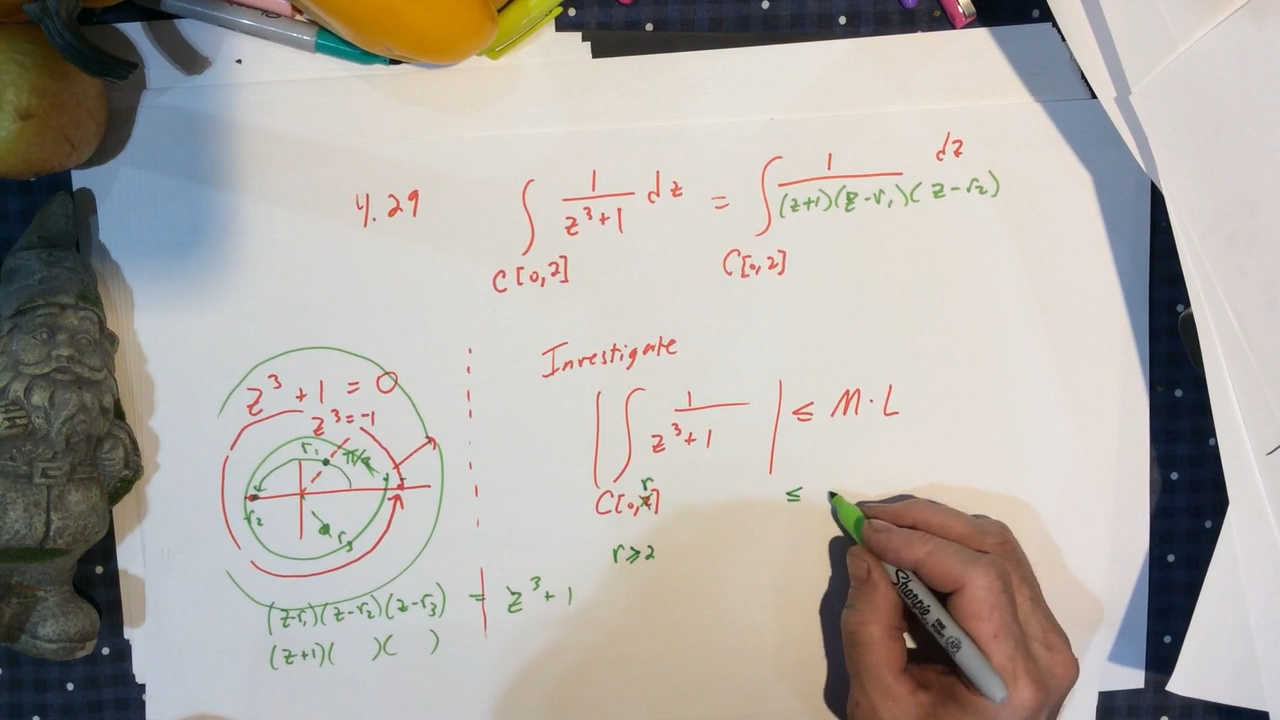 4.29 ∫ 1/(z³+1) dz = ∫ 1/((z+1)(z-r₁)(z-r₂)) dz
C[0,2] C[0,2]
Investigate
| ∫ 1/(z³+1) | ≤ M·L
C[0,r]
≤
r≥2
z³+1 = 0
z³=-1
r₁
r₂
r₃
(z-r₁)(z-r₂)(z-r₃) = z³+1
(z+1)( )( )
Sharpie